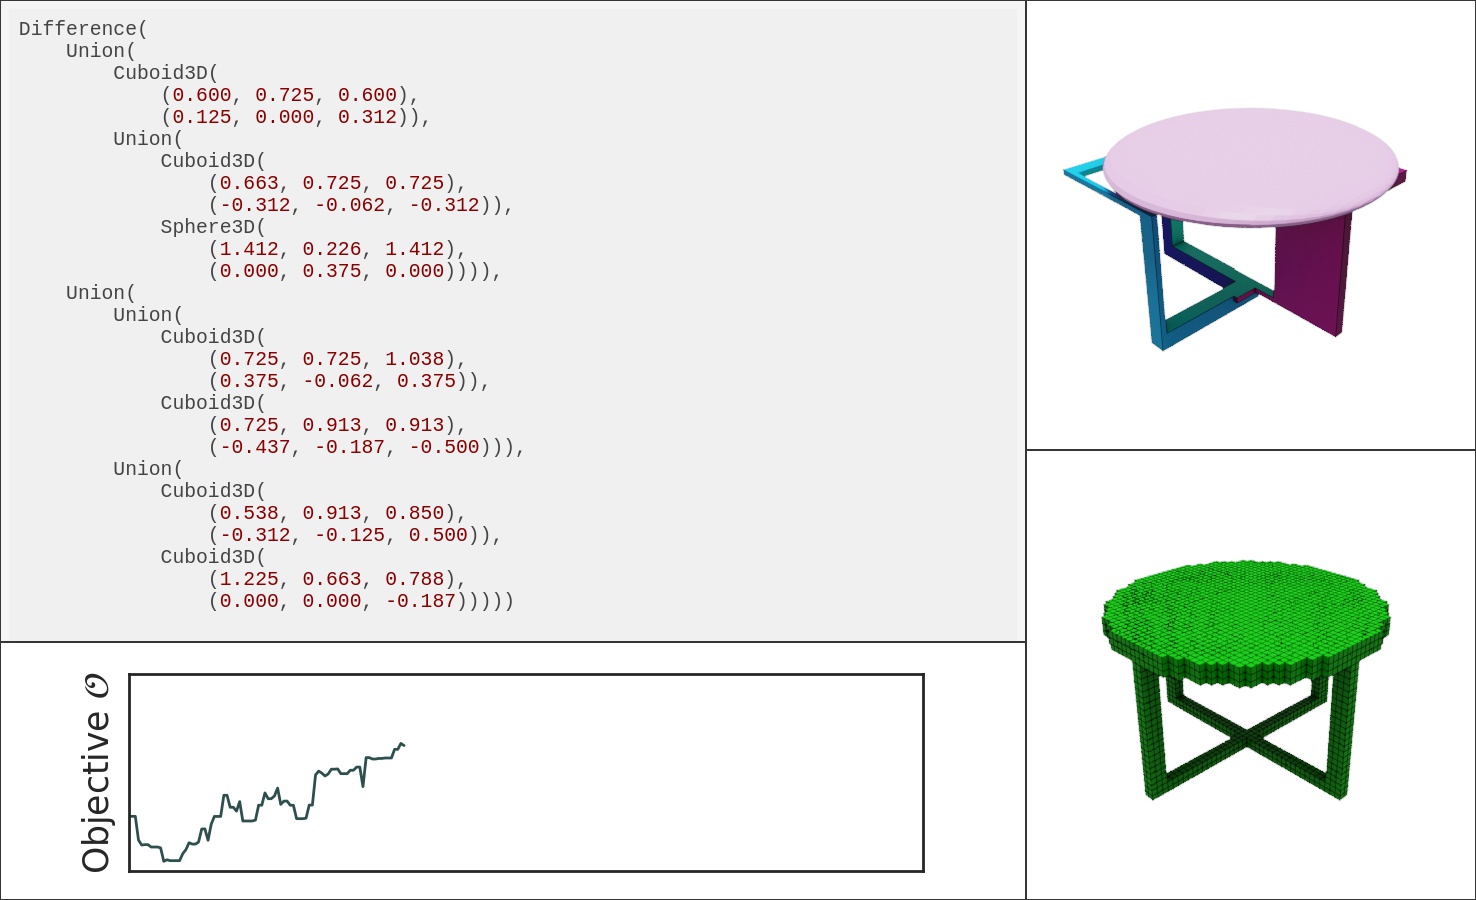 Difference(
    Union(
        Cuboid3D(
            (0.600, 0.725, 0.600),
            (0.125, 0.000, 0.312)),
        Union(
            Cuboid3D(
                (0.663, 0.725, 0.725),
                (-0.312, -0.062, -0.312)),
            Sphere3D(
                (1.412, 0.226, 1.412),
                (0.000, 0.375, 0.000)))),
    Union(
        Union(
            Cuboid3D(
                (0.725, 0.725, 1.038),
                (0.375, -0.062, 0.375)),
            Cuboid3D(
                (0.725, 0.913, 0.913),
                (-0.437, -0.187, -0.500))),
        Union(
            Cuboid3D(
                (0.538, 0.913, 0.850),
                (-0.312, -0.125, 0.500)),
            Cuboid3D(
                (1.225, 0.663, 0.788),
                (0.000, 0.000, -0.187)))))
Objective 𝒪